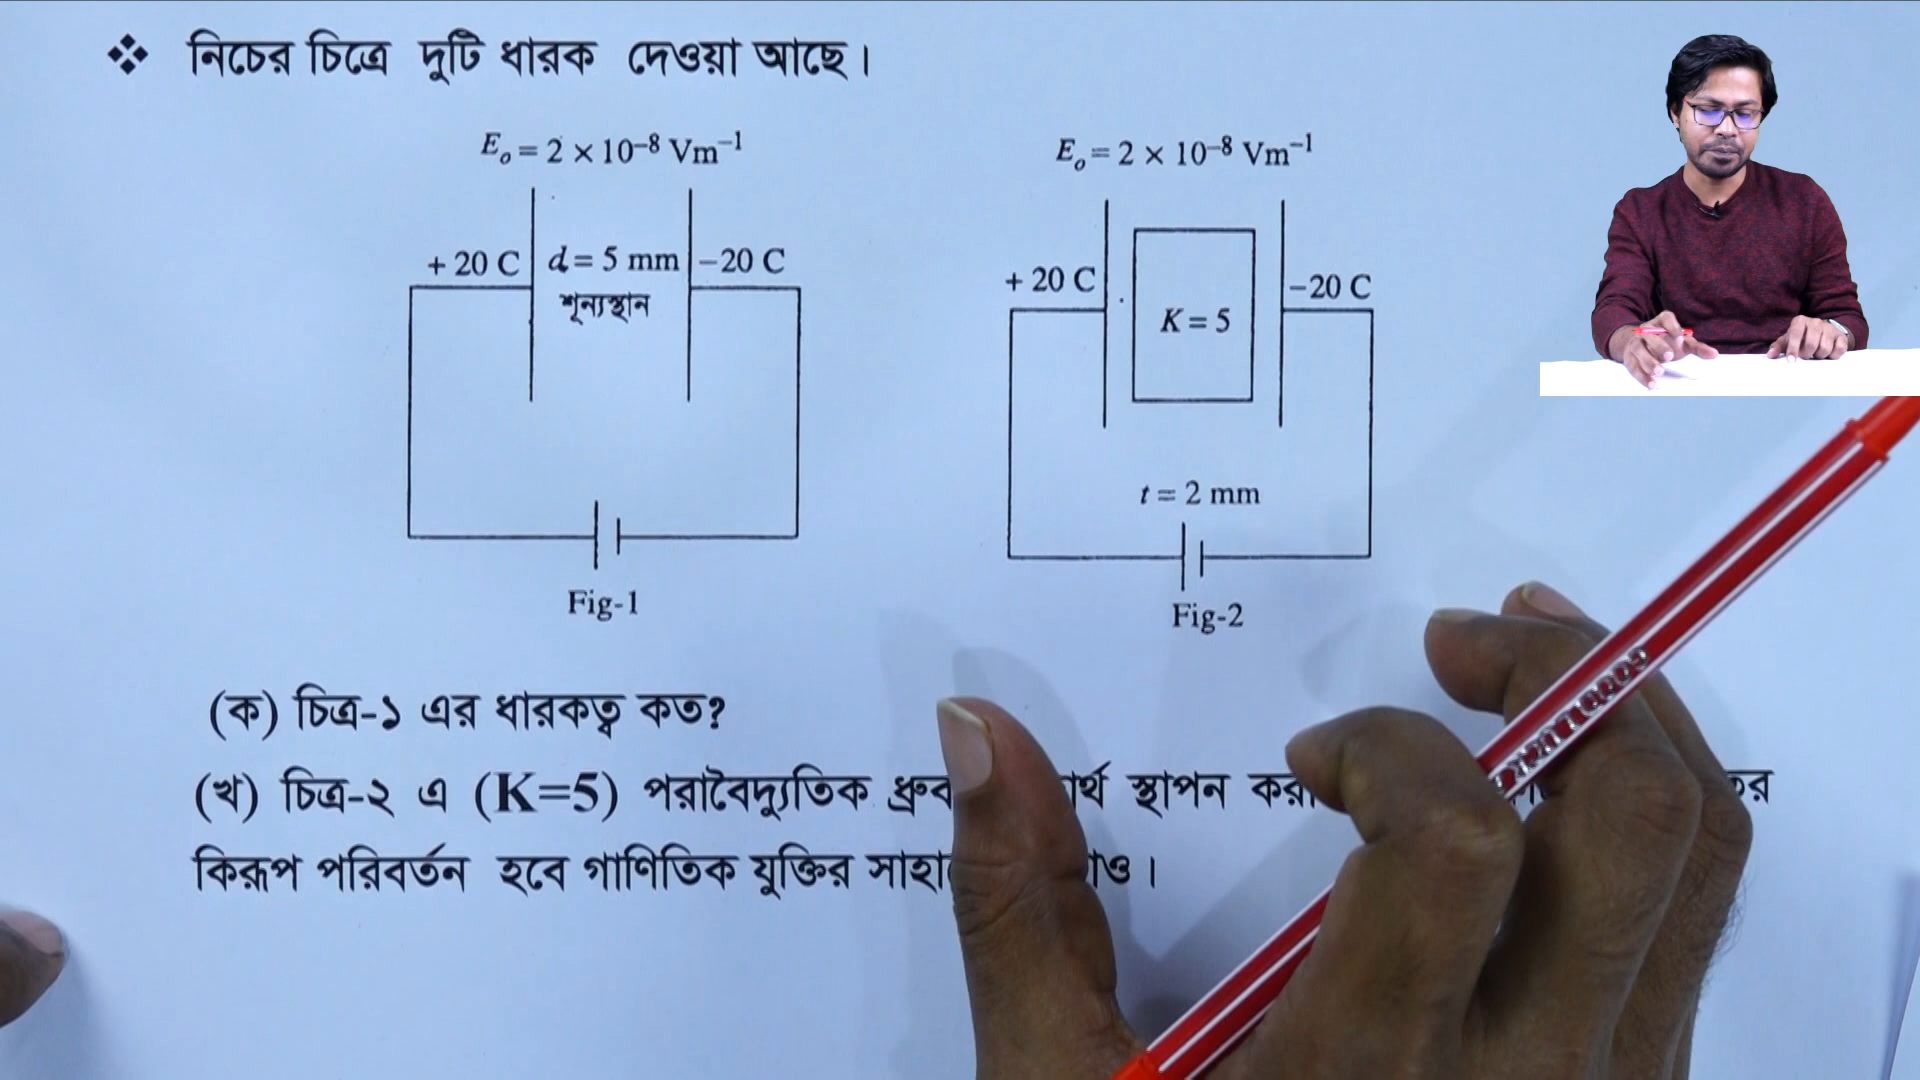 ❖ নিচের চিত্রে দুটি ধারক দেওয়া আছে।
E₀ = 2 × 10⁻⁸ Vm⁻¹
+ 20 C
d = 5 mm
−20 C
শূন্যস্থান
Fig-1
E₀ = 2 × 10⁻⁸ Vm⁻¹
+ 20 C
K = 5
−20 C
t = 2 mm
Fig-2
(ক) চিত্র-১ এর ধারকত্ব কত?
(খ) চিত্র-২ এ (K=5) পরাবৈদ্যুতিক স্থাপন
কিরূপ পরিবর্তন হবে গাণিতিক যুক্তির